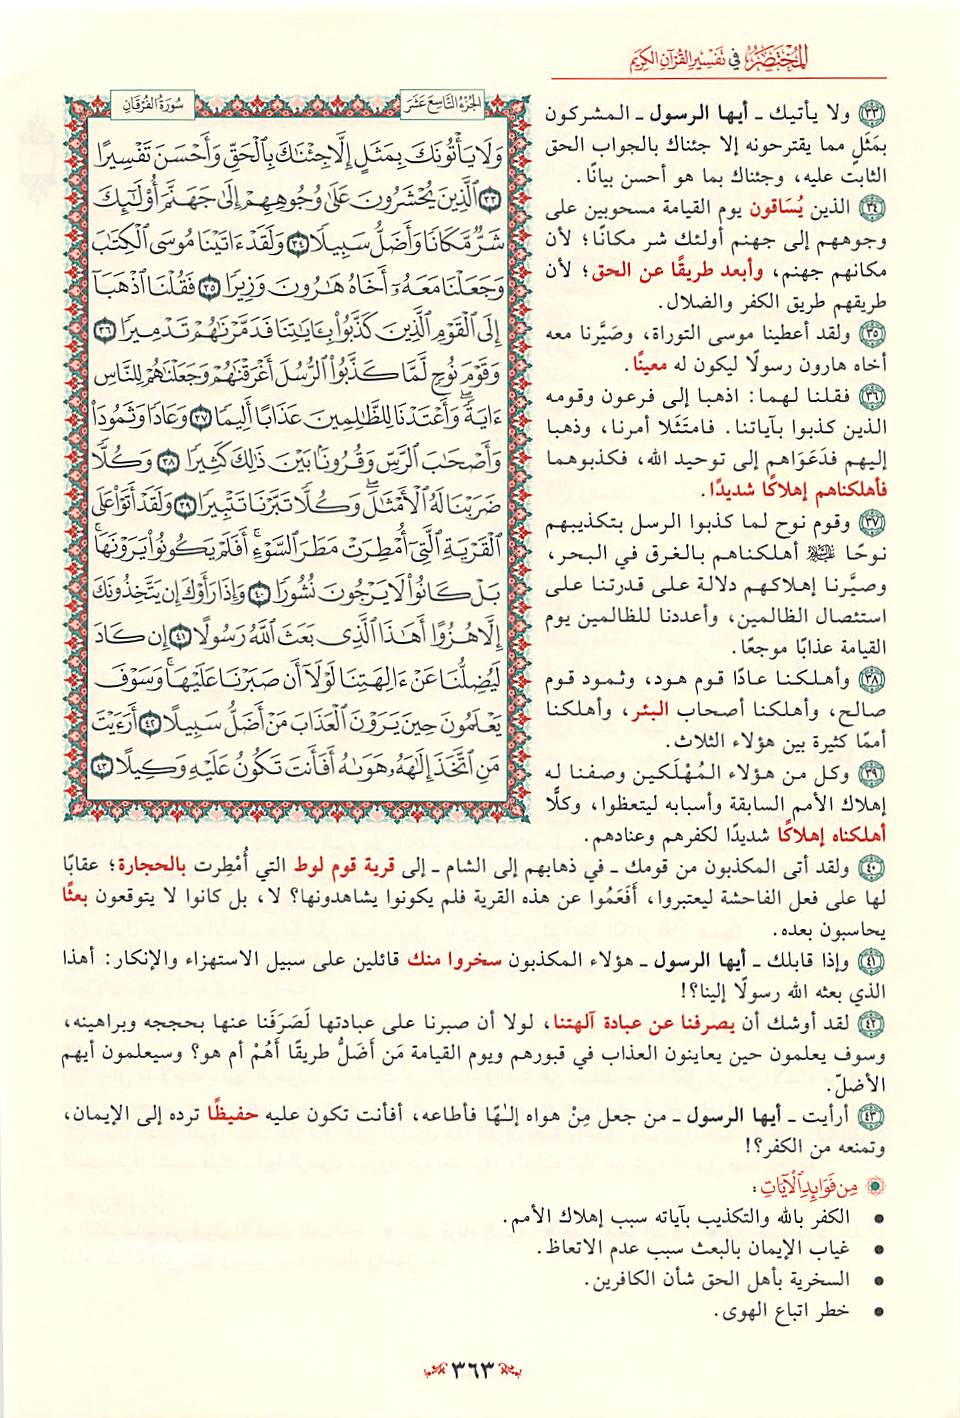 المختصر في تفسير القرآن الكريم
الجزء التاسع عشر
سورة الفرقان
وَلَا يَأْتُونَكَ بِمَثَلٍ إِلَّا جِئْنَٰكَ بِٱلْحَقِّ وَأَحْسَنَ تَفْسِيرًا
٣٣ ٱلَّذِينَ يُحْشَرُونَ عَلَىٰ وُجُوهِهِمْ إِلَىٰ جَهَنَّمَ أُو۟لَٰٓئِكَ
شَرٌّ مَّكَانًا وَأَضَلُّ سَبِيلًا ٣٤ وَلَقَدْ ءَاتَيْنَا مُوسَى ٱلْكِتَٰبَ
وَجَعَلْنَا مَعَهُۥٓ أَخَاهُ هَٰرُونَ وَزِيرًا ٣٥ فَقُلْنَا ٱذْهَبَآ
إِلَى ٱلْقَوْمِ ٱلَّذِينَ كَذَّبُوا۟ بِـَٔايَٰتِنَا فَدَمَّرْنَٰهُمْ تَدْمِيرًا ٣٦
وَقَوْمَ نُوحٍ لَّمَّا كَذَّبُوا۟ ٱلرُّسُلَ أَغْرَقْنَٰهُمْ وَجَعَلْنَٰهُمْ لِلنَّاسِ
ءَايَةً ۖ وَأَعْتَدْنَا لِلظَّٰلِمِينَ عَذَابًا أَلِيمًا ٣٧ وَعَادًا وَثَمُودَا۟
وَأَصْحَٰبَ ٱلرَّسِّ وَقُرُونًۢا بَيْنَ ذَٰلِكَ كَثِيرًا ٣٨ وَكُلًّا
ضَرَبْنَا لَهُ ٱلْأَمْثَٰلَ ۖ وَكُلًّا تَبَّرْنَا تَتْبِيرًا ٣٩ وَلَقَدْ أَتَوْا۟ عَلَى
ٱلْقَرْيَةِ ٱلَّتِىٓ أُمْطِرَتْ مَطَرَ ٱلسَّوْءِ ۚ أَفَلَمْ يَكُونُوا۟ يَرَوْنَهَا ۚ
بَلْ كَانُوا۟ لَا يَرْجُونَ نُشُورًا ٤٠ وَإِذَا رَأَوْكَ إِن يَتَّخِذُونَكَ
إِلَّا هُزُوًا أَهَٰذَا ٱلَّذِى بَعَثَ ٱللَّهُ رَسُولًا ٤١ إِن كَادَ
لَيُضِلُّنَا عَنْ ءَالِهَتِنَا لَوْلَآ أَن صَبَرْنَا عَلَيْهَا ۚ وَسَوْفَ
يَعْلَمُونَ حِينَ يَرَوْنَ ٱلْعَذَابَ مَنْ أَضَلُّ سَبِيلًا ٤٢ أَرَءَيْتَ
مَنِ ٱتَّخَذَ إِلَٰهَهُۥ هَوَىٰهُ أَفَأَنتَ تَكُونُ عَلَيْهِ وَكِيلًا ٤٣
٣٣ ولا يأتيك ـ أيها الرسول ـ المشركون
بمَثَلٍ مما يقترحونه إلا جئناك بالجواب الحق
الثابت عليه، وجئناك بما هو أحسن بيانًا.
٣٤ الذين يُسَاقون يوم القيامة مسحوبين على
وجوههم إلى جهنم أولئك شر مكانًا؛ لأن
مكانهم جهنم، وأبعد طريقًا عن الحق؛ لأن
طريقهم طريق الكفر والضلال.
٣٥ ولقد أعطينا موسى التوراة، وصَيَّرنا معه
أخاه هارون رسولًا ليكون له معينًا.
٣٦ فقلنا لهما: اذهبا إلى فرعون وقومه
الذين كذبوا بآياتنا. فامتَثَلا أمرنا، وذهبا
إليهم فدَعَوَاهم إلى توحيد الله، فكذبوهما
فأهلكناهم إهلاكًا شديدًا.
٣٧ وقوم نوح لما كذبوا الرسل بتكذيبهم
نوحًا عليه السلام أهلكناهم بالغرق في البحر،
وصيَّرنا إهلاكهم دلالة على قدرتنا على
استئصال الظالمين، وأعددنا للظالمين يوم
القيامة عذابًا موجعًا.
٣٨ وأهلكنا عادًا قوم هود، وثمود قوم
صالح، وأهلكنا أصحاب البئر، وأهلكنا
أممًا كثيرة بين هؤلاء الثلاث.
٣٩ وكل من هؤلاء المُهْلَكين وصفنا له
إهلاك الأمم السابقة وأسبابه ليتعظوا، وكلًّا
أهلكناه إهلاكًا شديدًا لكفرهم وعنادهم.
٤٠ ولقد أتى المكذبون من قومك ـ في ذهابهم إلى الشام ـ إلى قرية قوم لوط التي أُمْطِرت بالحجارة؛ عقابًا
لها على فعل الفاحشة ليعتبروا، أَفَعَمُوا عن هذه القرية فلم يكونوا يشاهدونها؟ لا، بل كانوا لا يتوقعون بعثًا
يحاسبون بعده.
٤١ وإذا قابلك ـ أيها الرسول ـ هؤلاء المكذبون سخروا منك قائلين على سبيل الاستهزاء والإنكار: أهذا
الذي بعثه الله رسولًا إلينا؟!
٤٢ لقد أوشك أن يصرفنا عن عبادة آلهتنا، لولا أن صبرنا على عبادتها لَصَرَفَنا عنها بحججه وبراهينه،
وسوف يعلمون حين يعاينون العذاب في قبورهم ويوم القيامة مَن أَضَلُّ طريقًا أَهُمْ أم هو؟ وسيعلمون أيهم
الأضلّ.
٤٣ أرأيت ـ أيها الرسول ـ من جعل مِنْ هواه إلـٰهًا فأطاعه، أفأنت تكون عليه حفيظًا ترده إلى الإيمان،
وتمنعه من الكفر؟!
من فوائد الآيات:
• الكفر بالله والتكذيب بآياته سبب إهلاك الأمم.
• غياب الإيمان بالبعث سبب عدم الاتعاظ.
• السخرية بأهل الحق شأن الكافرين.
• خطر اتباع الهوى.
٣٦٣